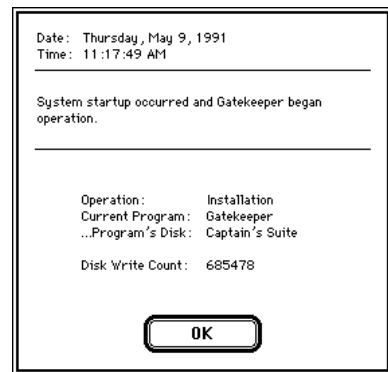 Date: Thursday, May 9, 1991
Time: 11:17:49 AM
System startup occurred and Gatekeeper began
operation.
Operation: Installation
Current Program: Gatekeeper
...Program's Disk: Captain's Suite
Disk Write Count: 685478
OK